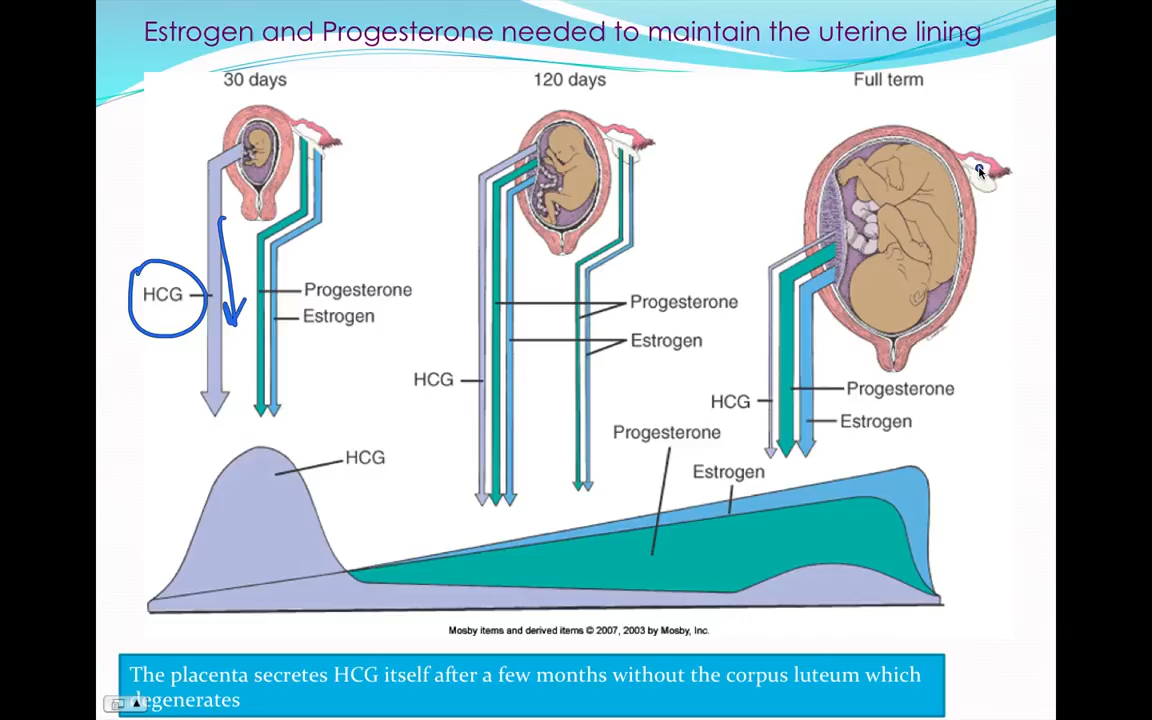 Estrogen and Progesterone needed to maintain the uterine lining
30 days
120 days
Full term
HCG
Progesterone
Estrogen
Progesterone
Estrogen
HCG
Progesterone
HCG
Estrogen
Progesterone
HCG
Estrogen
Mosby items and derived items © 2007, 2003 by Mosby, Inc.
The placenta secretes HCG itself after a few months without the corpus luteum which
degenerates